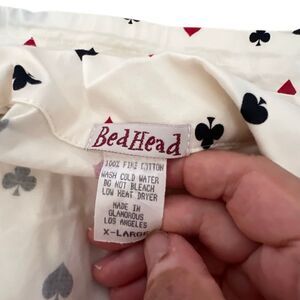 BedHead
100% FINE COTTON
WASH COLD WATER
DO NOT BLEACH
LOW HEAT DRYER
MADE IN
GLAMOROUS
LOS ANGELES
X-LARGE